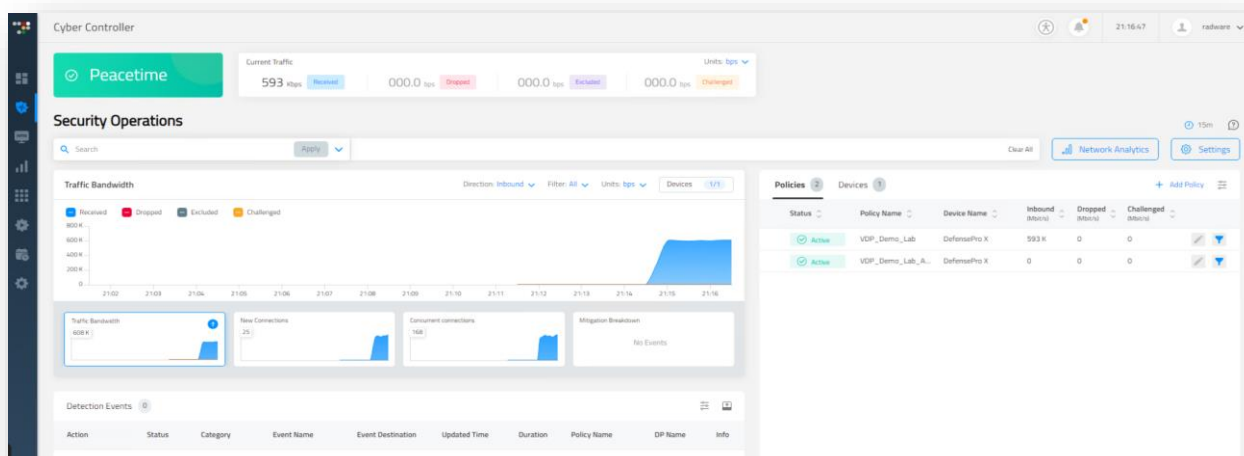 Cyber Controller
21:16:47
radware
Peacetime
Current Traffic
Units: bps
593 Kbps Received
000.0 bps Dropped
000.0 bps Excluded
000.0 bps Challenged
Security Operations
15m
Search
Apply
Clear All
Network Analytics
Settings
Traffic Bandwidth
Direction: Inbound
Filter: All
Units: bps
Devices 1/1
Received Dropped Excluded Challenged
800 K
600 K
400 K
200 K
0
21:02 21:03 21:04 21:05 21:06 21:07 21:08 21:09 21:10 21:11 21:12 21:13 21:14 21:15 21:16
Traffic Bandwidth
608 K
New Connections
25
Concurrent connections
168
Mitigation Breakdown
No Events
Detection Events 0
Action Status Category Event Name Event Destination Updated Time Duration Policy Name DP Name Info
Policies 2 Devices 1
+ Add Policy
Status Policy Name Device Name Inbound (Mbit/s) Dropped (Mbit/s) Challenged (Mbit/s)
Active VDP_Demo_Lab DefensePro X 593 K 0 0
Active VDP_Demo_Lab_A... DefensePro X 0 0 0